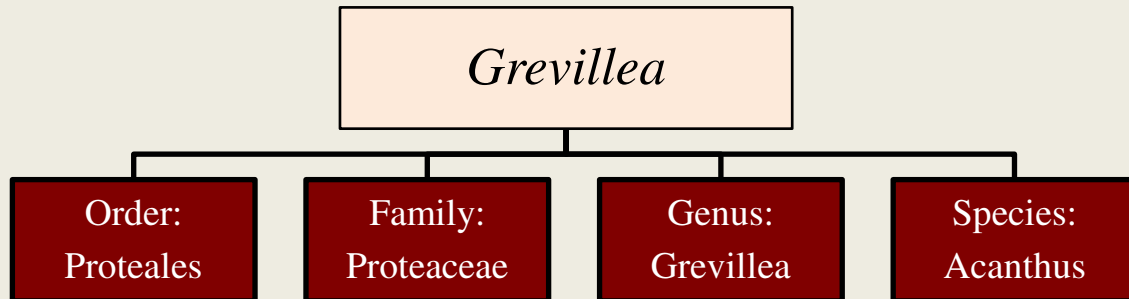 Grevillea
Order:
Proteales
Family:
Proteaceae
Genus:
Grevillea
Species:
Acanthus